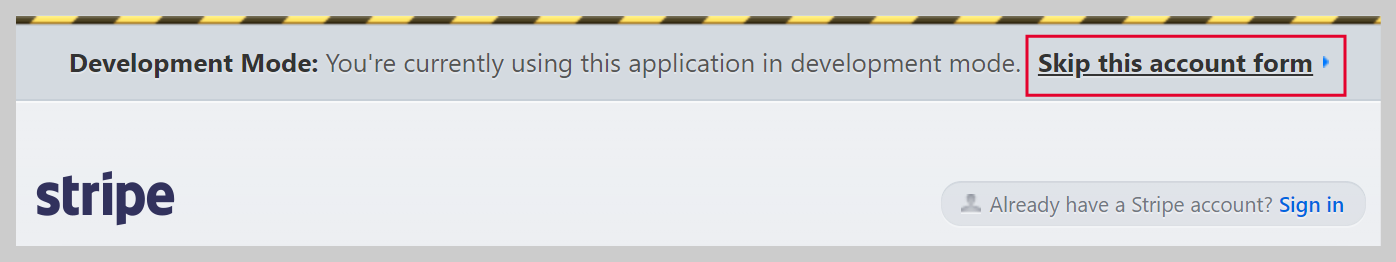 Development Mode: You're currently using this application in development mode. Skip this account form
stripe
Already have a Stripe account? Sign in